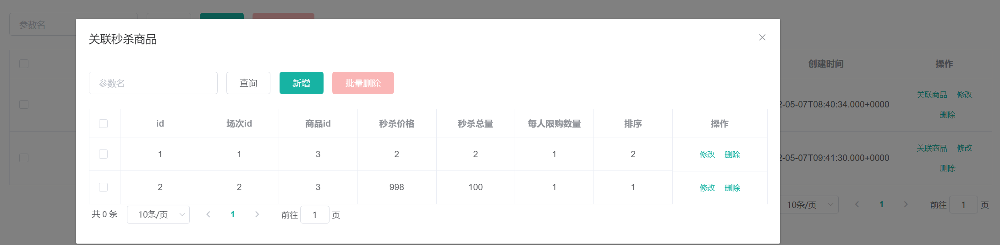 参数名
关联秒杀商品
参数名 查询 新增 批量删除
id 场次id 商品id 秒杀价格 秒杀总量 每人限购数量 排序 操作
1 1 3 2 2 1 2 修改 删除
2 2 3 998 100 1 1 修改 删除
共 0 条 10条/页 1 前往 1 页
创建时间 操作
2-05-07T08:40:34.000+0000 关联商品 修改
删除
2-05-07T09:41:30.000+0000 关联商品 修改
删除
10条/页 1 前往 1 页